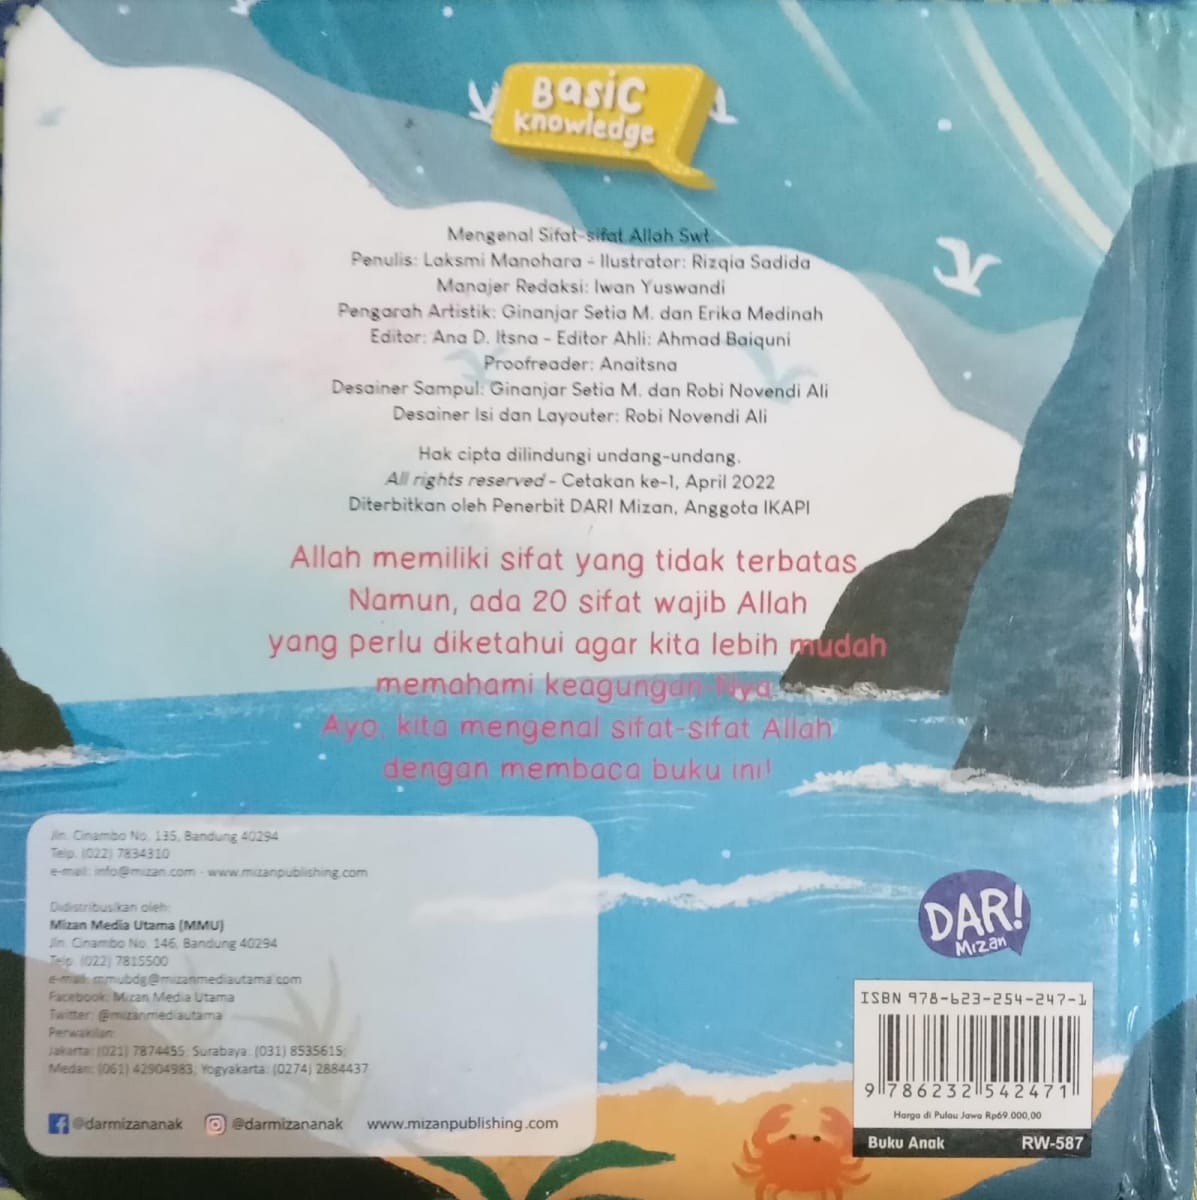 Basic
Knowledge
Mengenal Sifat-sifat Allah Swt.
Penulis: Laksmi Manohara - Ilustrator: Rizqia Sadida
Manajer Redaksi: Iwan Yuswandi
Pengarah Artistik: Ginanjar Setia M. dan Erika Medinah
Editor: Ana D. Itsna - Editor Ahli: Ahmad Baiquni
Proofreader: Anaitsna
Desainer Sampul: Ginanjar Setia M. dan Robi Novendi Ali
Desainer Isi dan Layouter: Robi Novendi Ali
Hak cipta dilindungi undang-undang.
All rights reserved - Cetakan ke-1, April 2022
Diterbitkan oleh Penerbit DAR! Mizan, Anggota IKAPI
Allah memiliki sifat yang tidak terbatas
Namun, ada 20 sifat wajib Allah
yang perlu diketahui agar kita lebih mudah
memahami keagungan-Nya.
Ayo, kita mengenal sifat-sifat Allah
dengan membaca buku ini!
Jln. Cinambo No. 135, Bandung 40294
Telp. (022) 7834310
e-mail: info@mizan.com - www.mizanpublishing.com
Didistribusikan oleh:
Mizan Media Utama (MMU)
Jln. Cinambo No. 146, Bandung 40294
Telp. (022) 7815500
e-mail: mmubdg@mizanmediautama.com
Facebook: Mizan Media Utama
Twitter: @mizanmediautama
Perwakilan:
Jakarta: (021) 7874455; Surabaya: (031) 8535615;
Medan: (061) 42904983; Yogyakarta: (0274) 2884437
@darmizananak @darmizananak www.mizanpublishing.com
DAR!
Mizan
ISBN 978-623-254-247-1
9 786232 542471
Harga di Pulau Jawa Rp69.000,00
Buku Anak RW-587